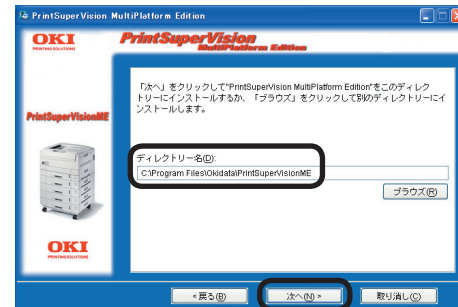 PrintSuperVision MultiPlatform Edition
OKI
PRINTING SOLUTIONS
PrintSuperVision
MultiPlatform Edition
「次へ」をクリックして"PrintSuperVision MultiPlatform Edition"をこのディレク
トリーにインストールするか、「ブラウズ」をクリックして別のディレクトリーにイ
ンストールします。
PrintSuperVisionME
ディレクトリー名(D):
C:\Program Files\Okidata\PrintSuperVisionME
ブラウズ(R)
OKI
PRINTING SOLUTIONS
<戻る(B)
次へ(N)>
取り消し(C)